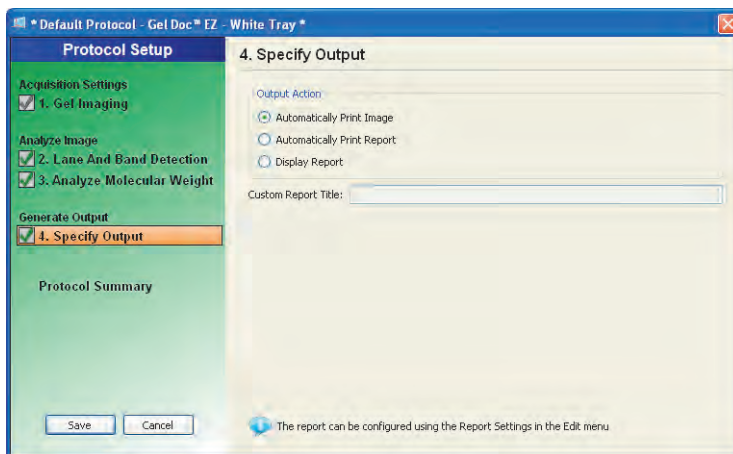 * Default Protocol - Gel Doc™ EZ - White Tray *
Protocol Setup
Acquisition Settings
1. Gel Imaging
Analyze Image
2. Lane And Band Detection
3. Analyze Molecular Weight
Generate Output
4. Specify Output
Protocol Summary
Save
Cancel
4. Specify Output
Output Action
Automatically Print Image
Automatically Print Report
Display Report
Custom Report Title:
The report can be configured using the Report Settings in the Edit menu